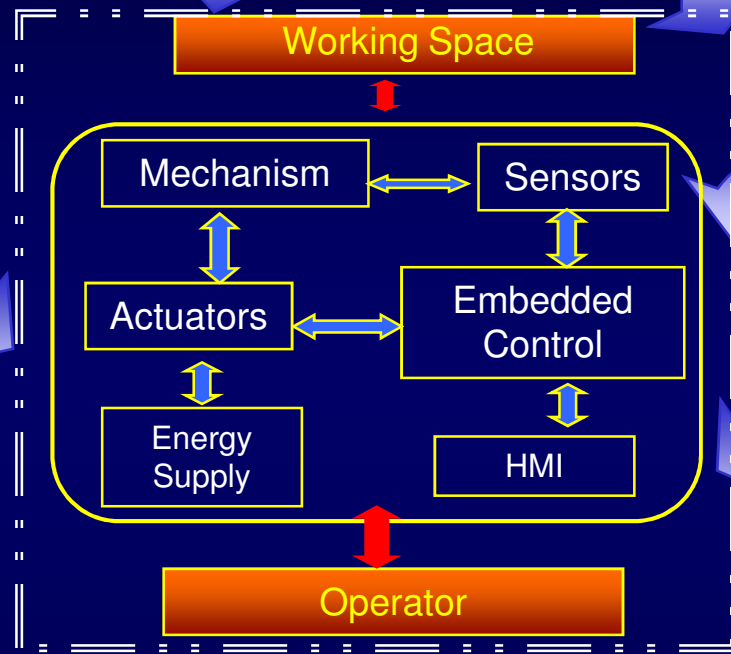 Working Space
Mechanism
Sensors
Actuators
Embedded
Control
Energy
Supply
HMI
Operator